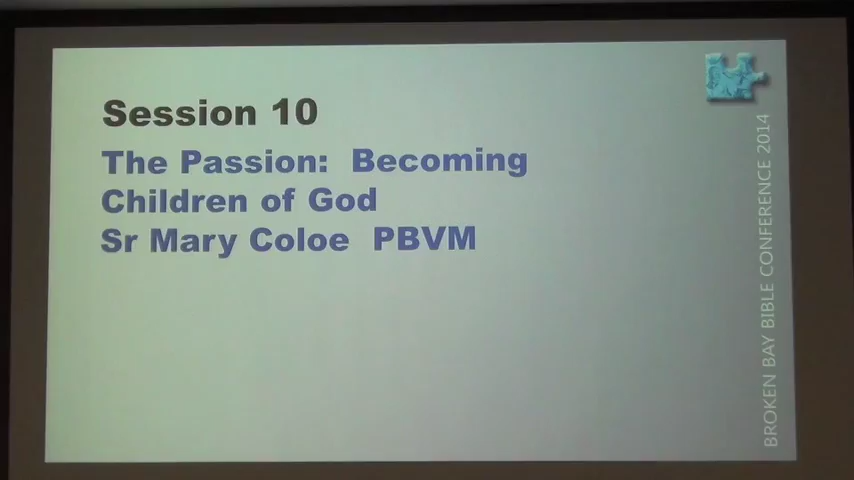 Session 10
The Passion: Becoming
Children of God
Sr Mary Coloe PBVM
BROKEN BAY BIBLE CONFERENCE 2014